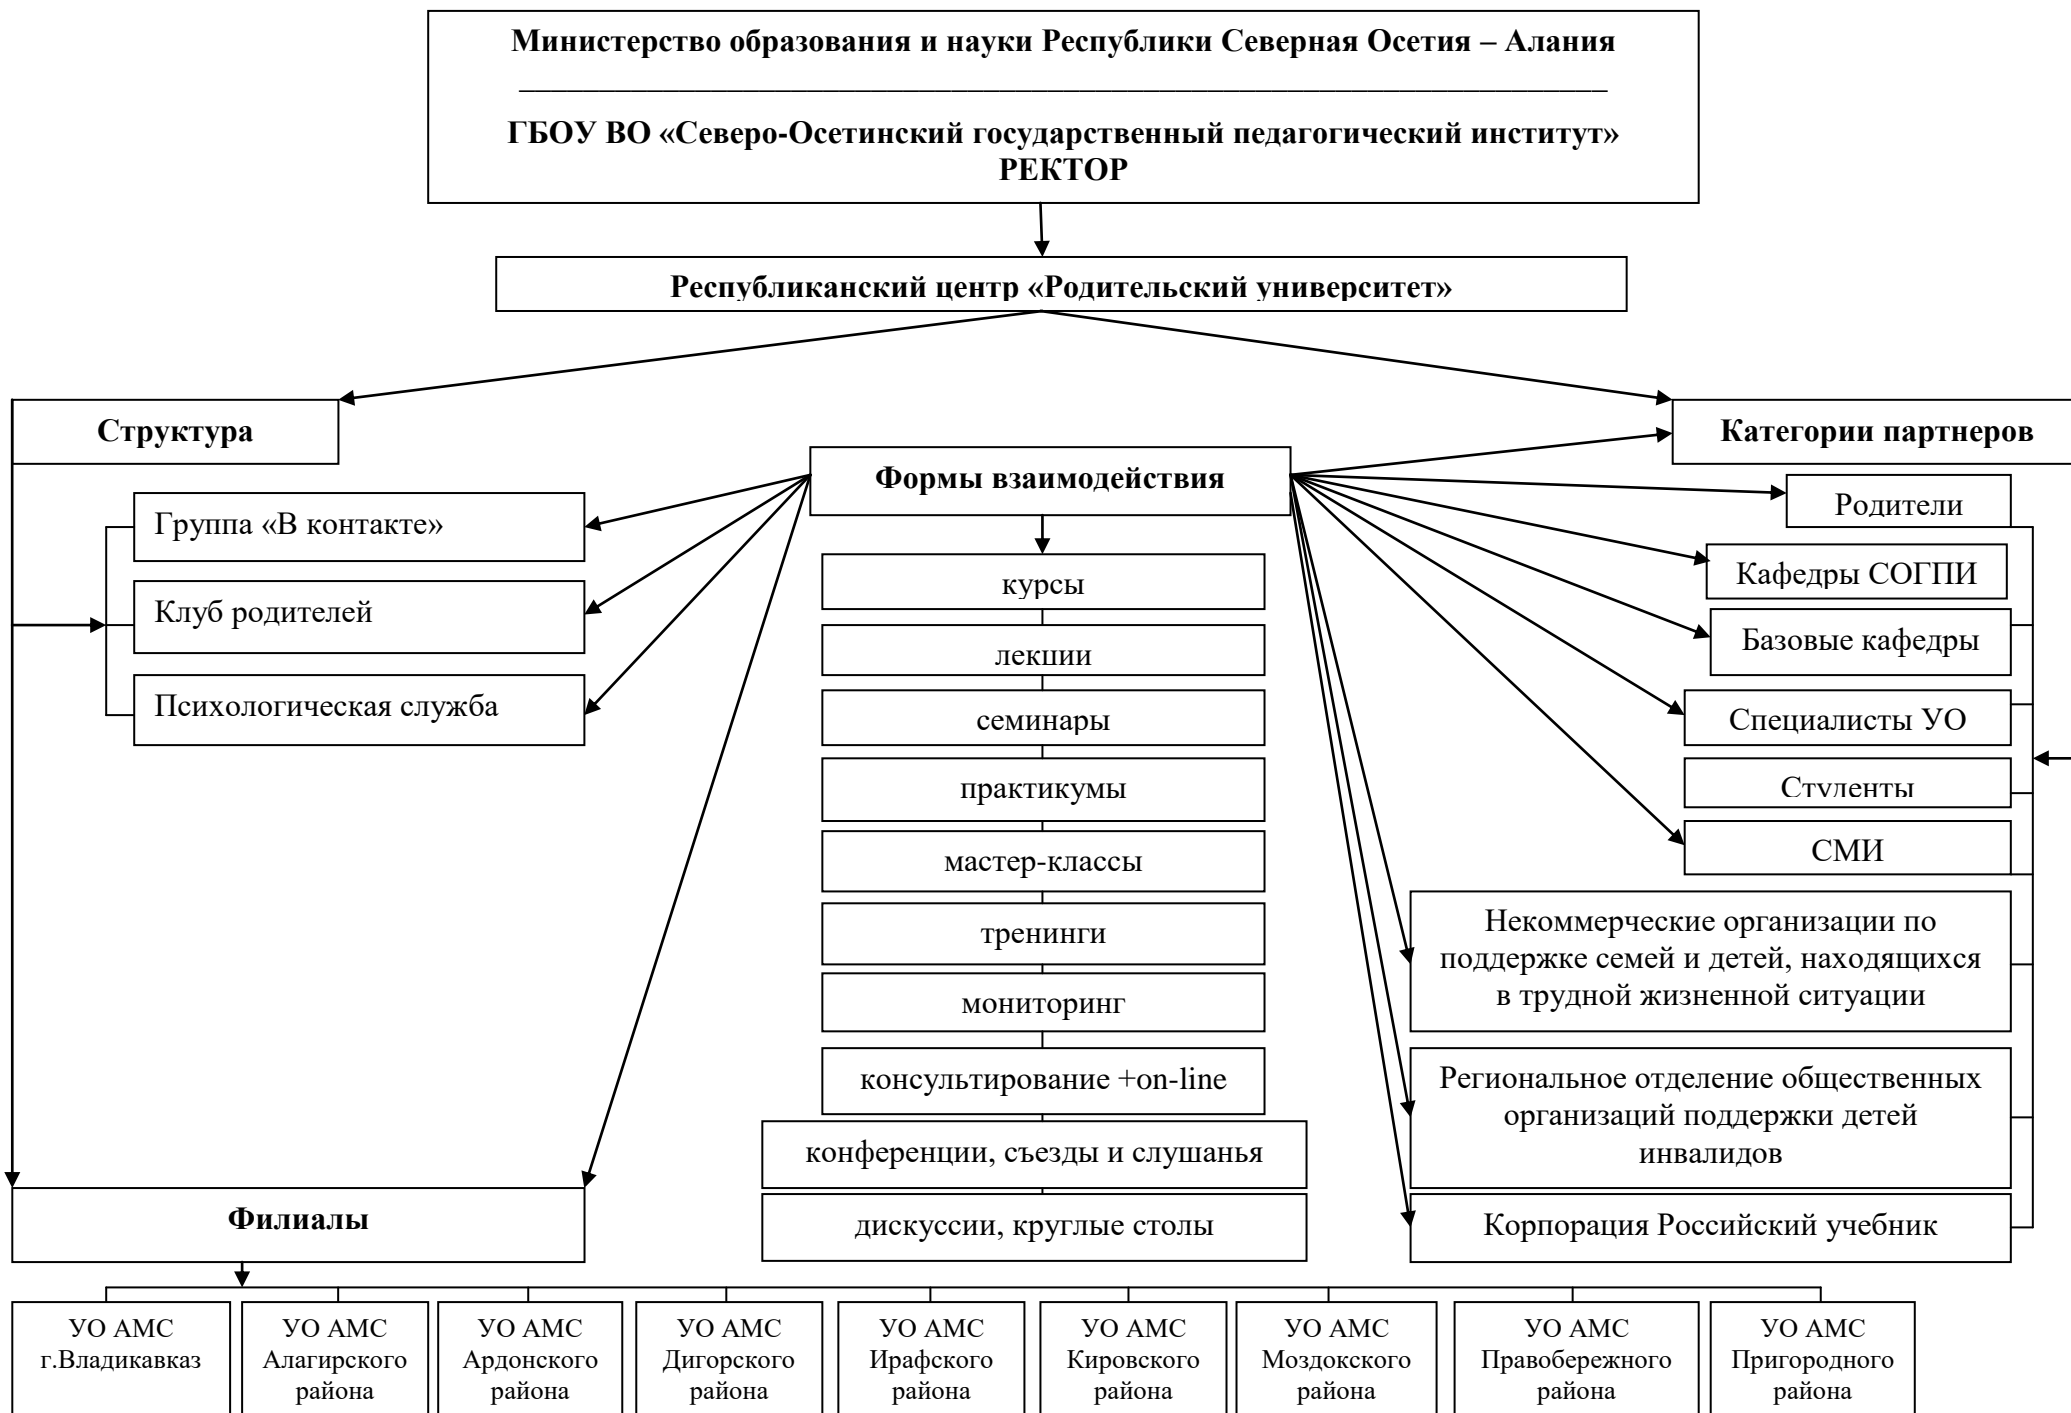 Министерство образования и науки Республики Северная Осетия – Алания
ГБОУ ВО «Северо-Осетинский государственный педагогический институт»
РЕКТОР
Республиканский центр «Родительский университет»
Структура
Категории партнеров
Формы взаимодействия
Группа «В контакте»
Клуб родителей
Психологическая служба
курсы
лекции
семинары
практикумы
мастер-классы
тренинги
мониторинг
консультирование +on-line
конференции, съезды и слушанья
дискуссии, круглые столы
Родители
Кафедры СОГПИ
Базовые кафедры
Специалисты УО
Студенты
СМИ
Некоммерческие организации по
поддержке семей и детей, находящихся
в трудной жизненной ситуации
Региональное отделение общественных
организаций поддержки детей
инвалидов
Корпорация Российский учебник
Филиалы
УО АМС
г.Владикавказ
УО АМС
Алагирского
района
УО АМС
Ардонского
района
УО АМС
Дигорского
района
УО АМС
Ирафского
района
УО АМС
Кировского
района
УО АМС
Моздокского
района
УО АМС
Правобережного
района
УО АМС
Пригородного
района